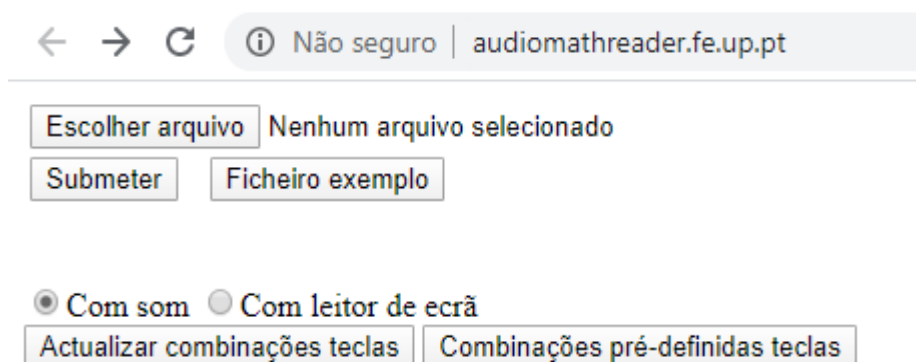 Não seguro | audiomathreader.fe.up.pt
Escolher arquivo Nenhum arquivo selecionado
Submeter Ficheiro exemplo
Com som Com leitor de ecrã
Actualizar combinações teclas Combinações pré-definidas teclas